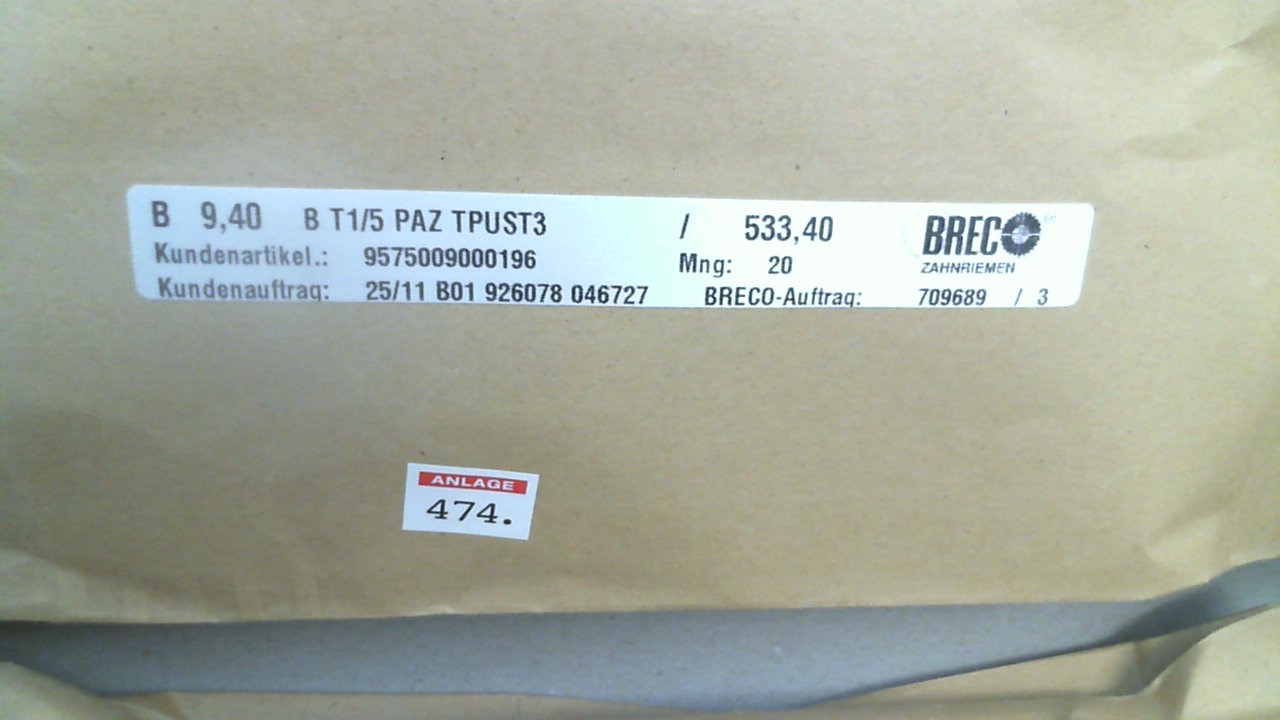 B 9,40 B T1/5 PAZ TPUST3 / 533,40 BRECO
Kundenartikel.: 9575009000196 Mng: 20 ZAHNRIEMEN
Kundenauftrag: 25/11 B01 926078 046727 BRECO-Auftrag: 709689 / 3
ANLAGE
474.